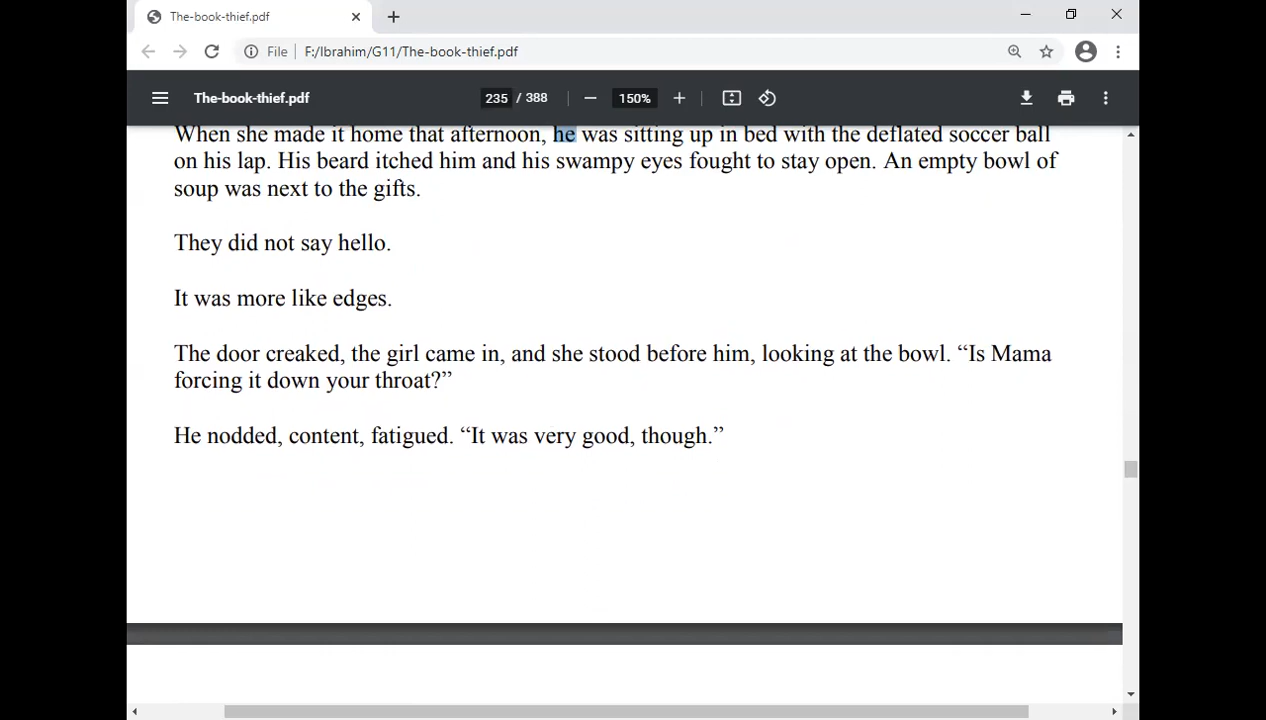 The-book-thief.pdf
File F:/Ibrahim/G11/The-book-thief.pdf
The-book-thief.pdf 235 / 388 150%
When she made it home that afternoon, he was sitting up in bed with the deflated soccer ball
on his lap. His beard itched him and his swampy eyes fought to stay open. An empty bowl of
soup was next to the gifts.
They did not say hello.
It was more like edges.
The door creaked, the girl came in, and she stood before him, looking at the bowl. “Is Mama
forcing it down your throat?”
He nodded, content, fatigued. “It was very good, though.”